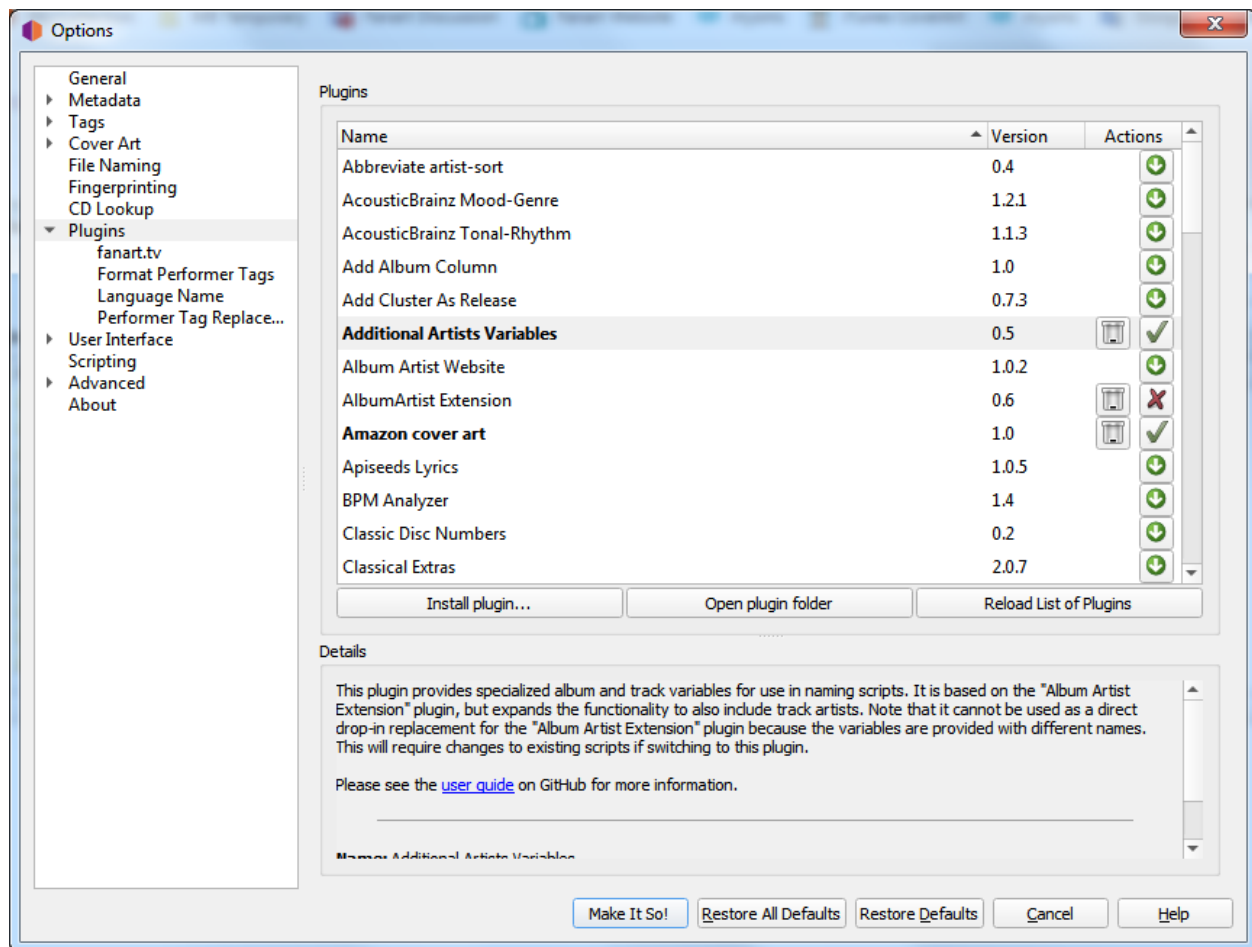 Options
General
Metadata
Tags
Cover Art
File Naming
Fingerprinting
CD Lookup
Plugins
fanart.tv
Format Performer Tags
Language Name
Performer Tag Replace...
User Interface
Scripting
Advanced
About
Plugins
Name Version Actions
Abbreviate artist-sort 0.4
AcousticBrainz Mood-Genre 1.2.1
AcousticBrainz Tonal-Rhythm 1.1.3
Add Album Column 1.0
Add Cluster As Release 0.7.3
Additional Artists Variables 0.5
Album Artist Website 1.0.2
AlbumArtist Extension 0.6
Amazon cover art 1.0
Apiseeds Lyrics 1.0.5
BPM Analyzer 1.4
Classic Disc Numbers 0.2
Classical Extras 2.0.7
Install plugin... Open plugin folder Reload List of Plugins
Details
This plugin provides specialized album and track variables for use in naming scripts. It is based on the "Album Artist
Extension" plugin, but expands the functionality to also include track artists. Note that it cannot be used as a direct
drop-in replacement for the "Album Artist Extension" plugin because the variables are provided with different names.
This will require changes to existing scripts if switching to this plugin.
Please see the user guide on GitHub for more information.
Name: Additional Artists Variables
Make It So! Restore All Defaults Restore Defaults Cancel Help